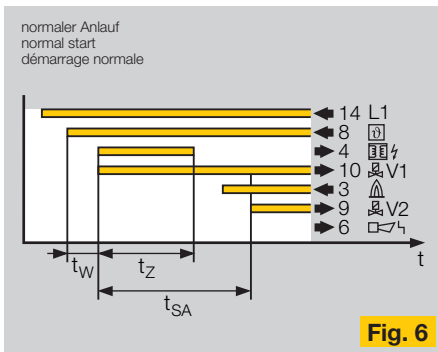 normaler Anlauf
normal start
démarrage normale
14 L1
8 ϑ
4
10 V1
3
9 V2
6
t
tW
tZ
tSA
Fig. 6